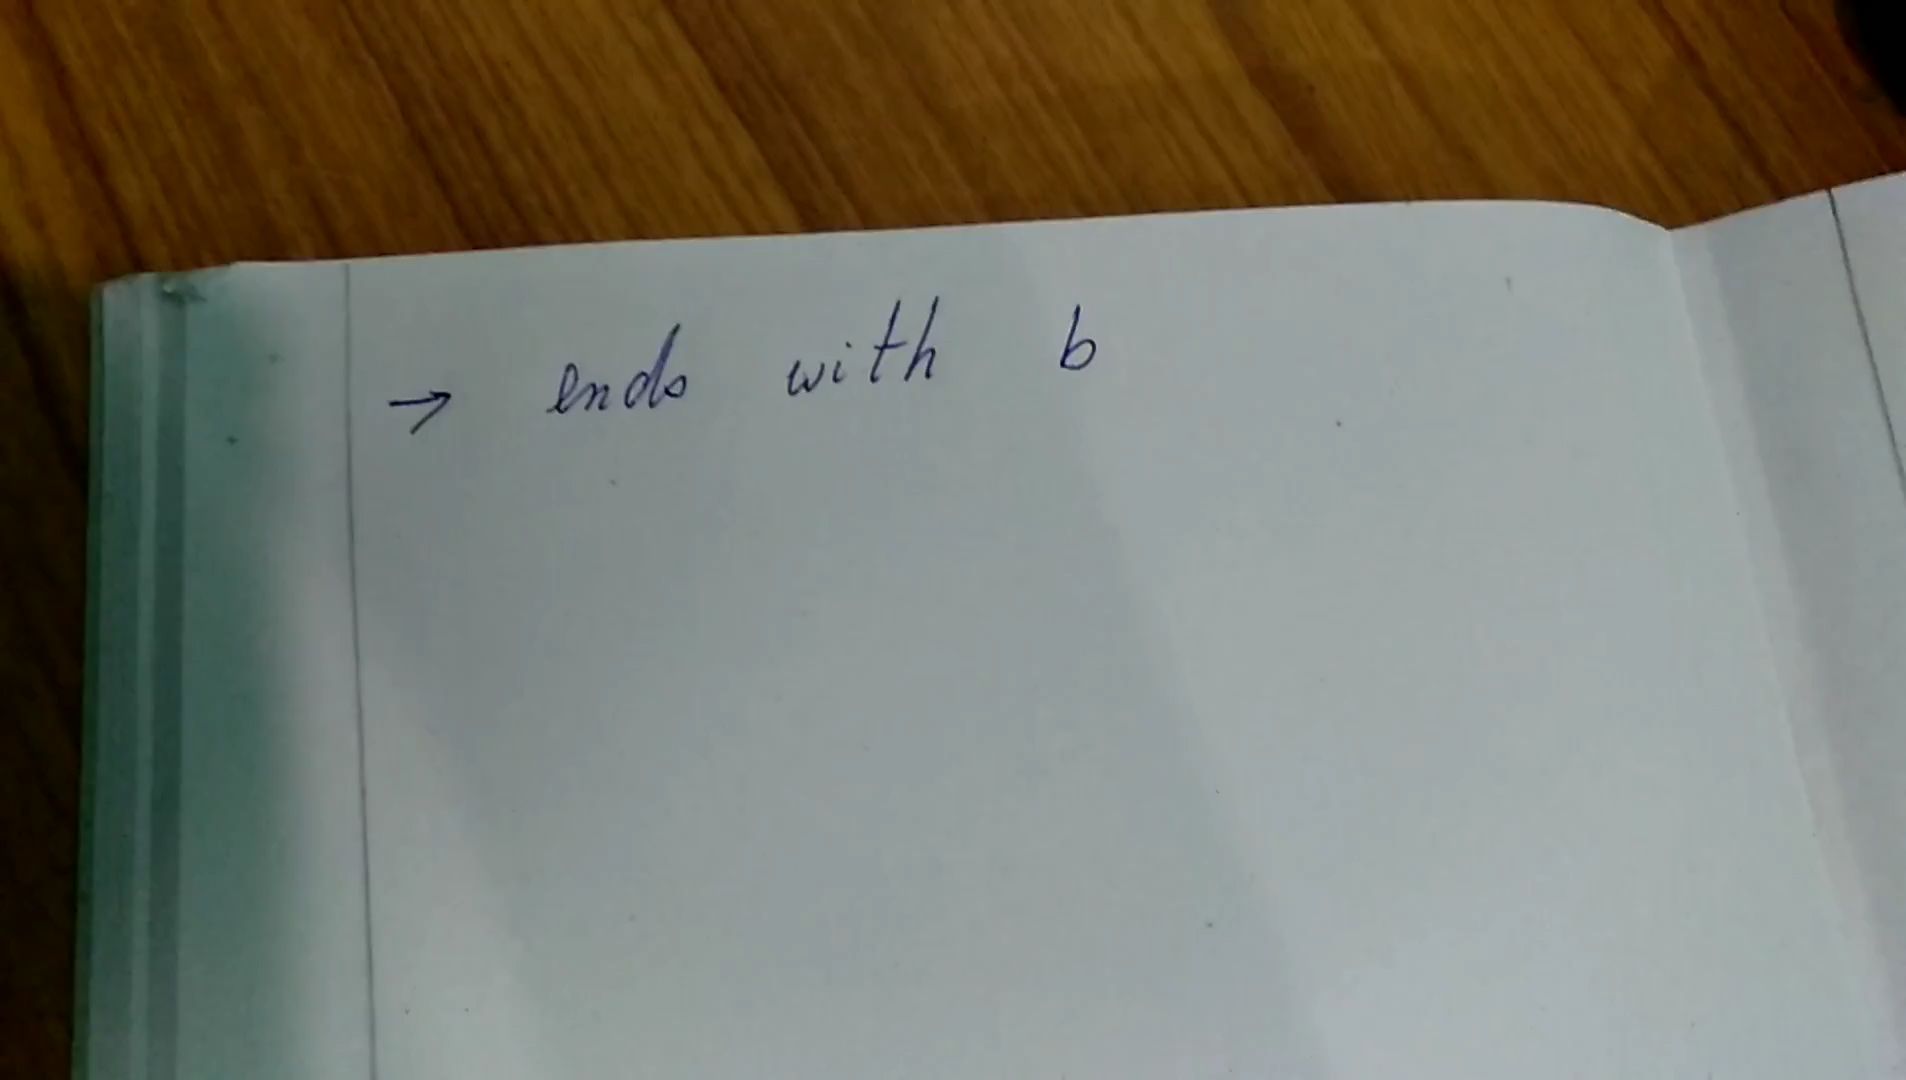 → ends with b